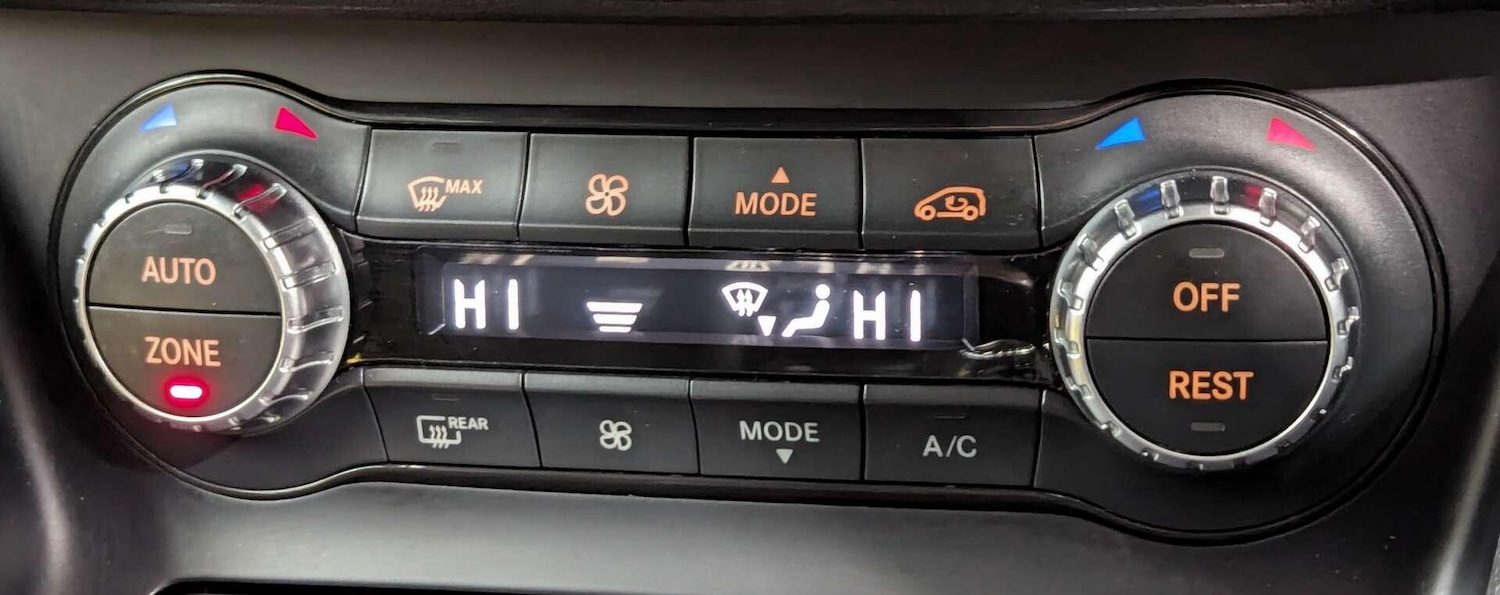 MAX
MODE
AUTO
ZONE
HI
HI
OFF
REST
REAR
MODE
A/C